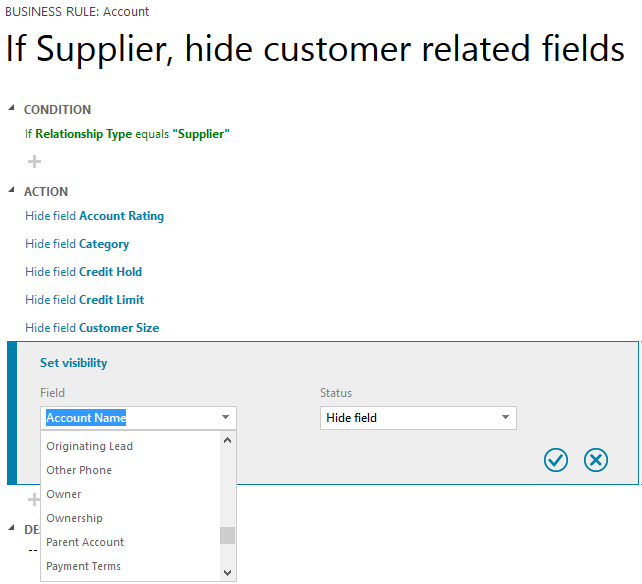 BUSINESS RULE: Account
If Supplier, hide customer related fields
CONDITION
If Relationship Type equals "Supplier"
ACTION
Hide field Account Rating
Hide field Category
Hide field Credit Hold
Hide field Credit Limit
Hide field Customer Size
Set visibility
Field Status
Account Name Hide field
Originating Lead
Other Phone
Owner
Ownership
Parent Account
Payment Terms
DE
--